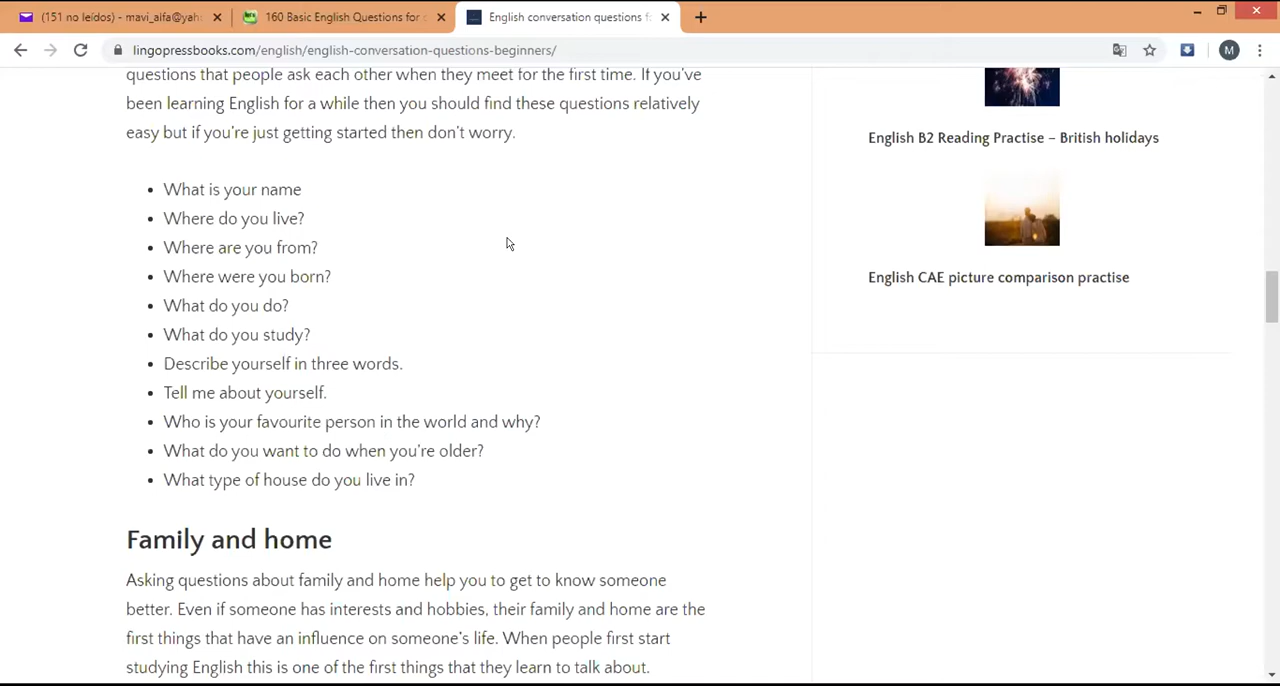 (151 no leídos) - mavi_aifa@yah
160 Basic English Questions for
English conversation questions f
lingopressbooks.com/english/english-conversation-questions-beginners/
M
questions that people ask each other when they meet for the first time. If you've
been learning English for a while then you should find these questions relatively
easy but if you're just getting started then don't worry.
• What is your name
• Where do you live?
• Where are you from?
• Where were you born?
• What do you do?
• What do you study?
• Describe yourself in three words.
• Tell me about yourself.
• Who is your favourite person in the world and why?
• What do you want to do when you're older?
• What type of house do you live in?
Family and home
Asking questions about family and home help you to get to know someone
better. Even if someone has interests and hobbies, their family and home are the
first things that have an influence on someone's life. When people first start
studying English this is one of the first things that they learn to talk about.
English B2 Reading Practise – British holidays
English CAE picture comparison practise